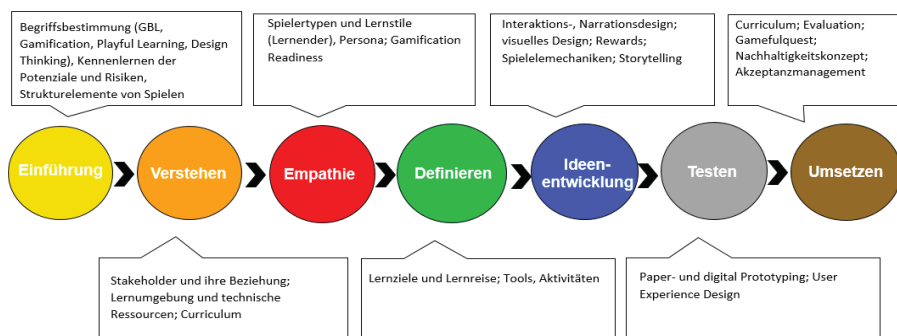 Begriffsbestimmung (GBL,
Gamification, Playful Learning, Design
Thinking), Kennenlernen der
Potenziale und Risiken,
Strukturelemente von Spielen
Spielertypen und Lernstile
(Lernender), Persona; Gamification
Readiness
Interaktions-, Narrationsdesign;
visuelles Design; Rewards;
Spielelemechaniken; Storytelling
Curriculum; Evaluation;
Gamefulquest;
Nachhaltigkeitskonzept;
Akzeptanzmanagement
Einführung
Verstehen
Empathie
Definieren
Ideen-
entwicklung
Testen
Umsetzen
Stakeholder und ihre Beziehung;
Lernumgebung und technische
Ressourcen; Curriculum
Lernziele und Lernreise; Tools, Aktivitäten
Paper- und digital Prototyping; User
Experience Design